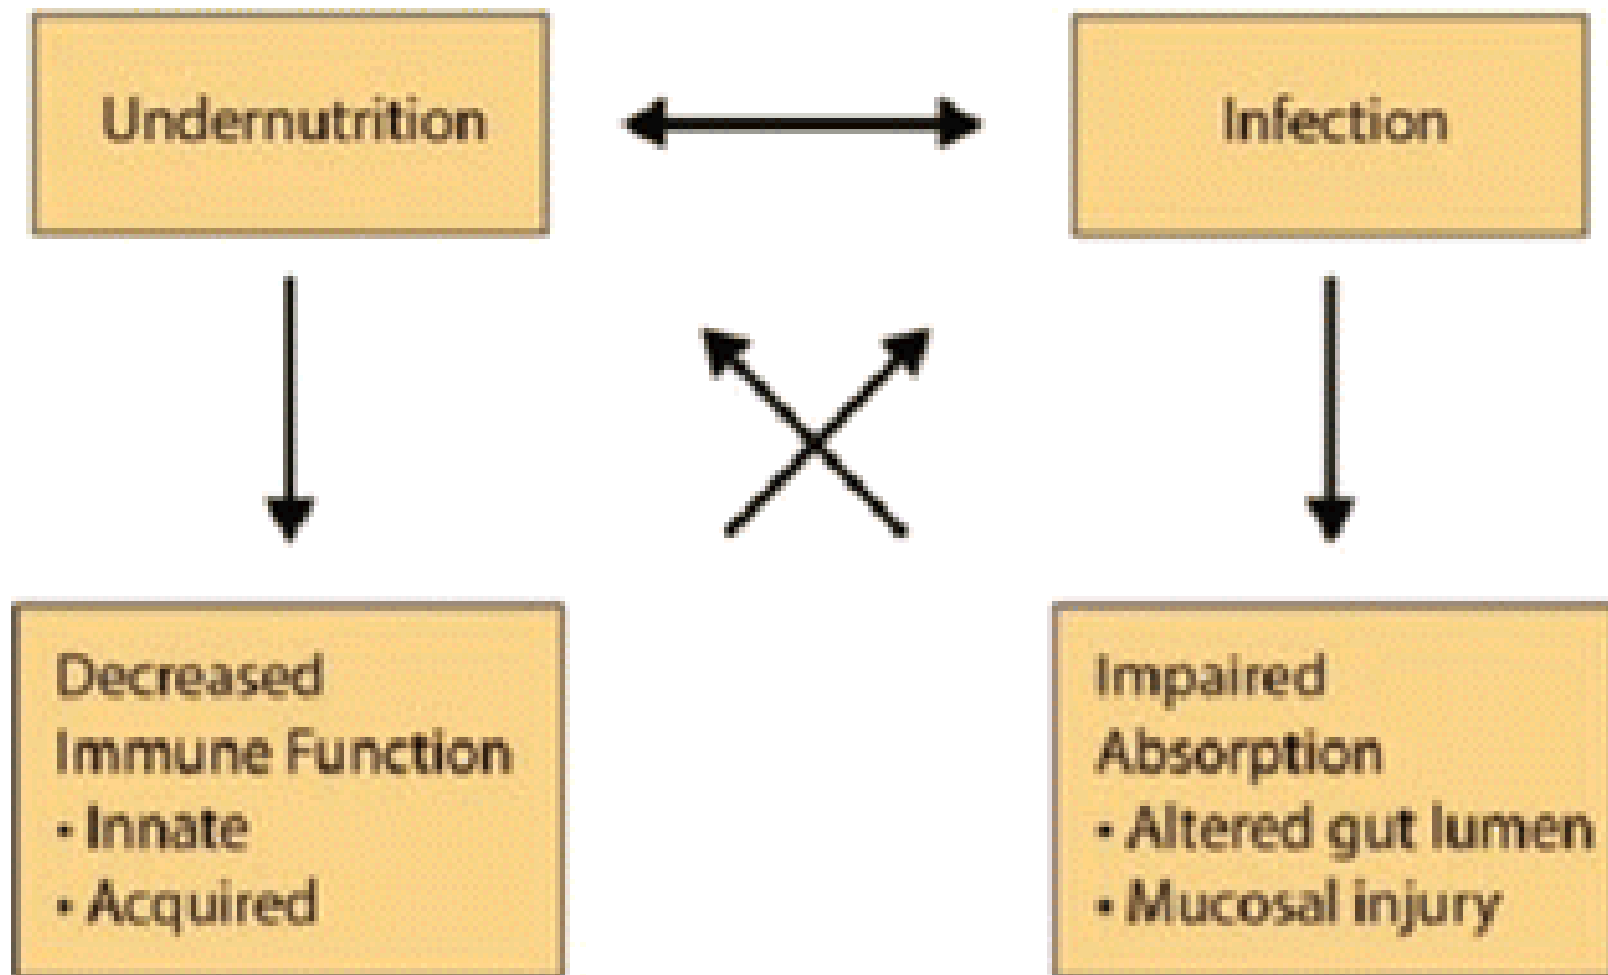 Undernutrition
Infection
Decreased
Immune Function
• Innate
• Acquired
Impaired
Absorption
• Altered gut lumen
• Mucosal injury